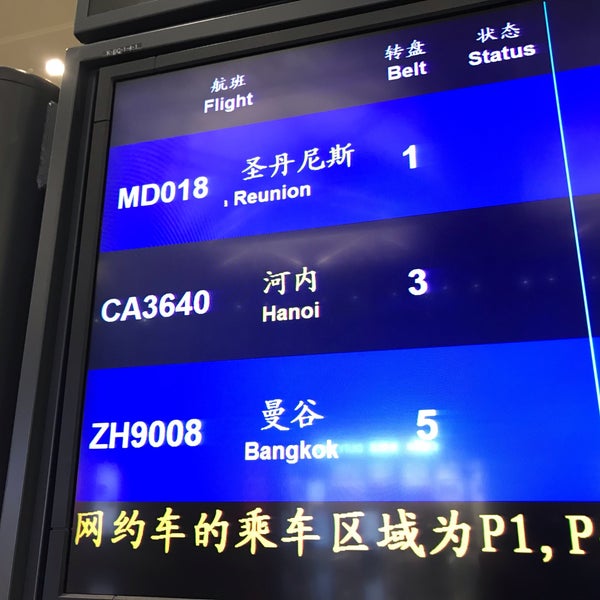 航班 转盘 状态
Flight Belt Status
MD018 圣丹尼斯 1
Reunion
CA3640 河内 3
Hanoi
ZH9008 曼谷 5
Bangkok
网约车的乘车区域为P1,P